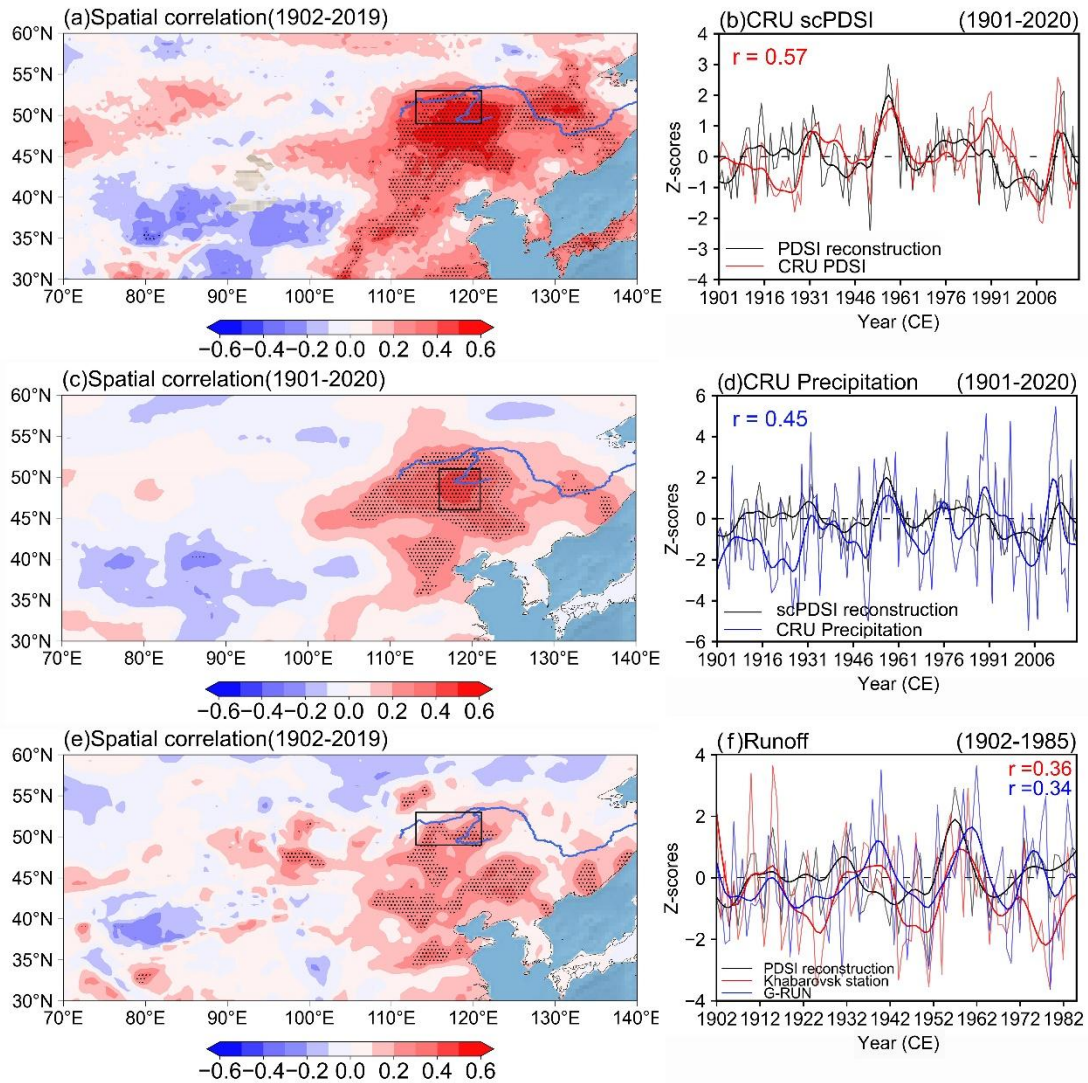 (a)Spatial correlation(1902-2019)
60°N
55°N
50°N
45°N
40°N
35°N
30°N
70°E 80°E 90°E 100°E 110°E 120°E 130°E 140°E
−0.6 −0.4 −0.2 0.0 0.2 0.4 0.6
(b)CRU scPDSI (1901-2020)
r = 0.57
Z-scores
4
3
2
1
0
−1
−2
−3
−4
PDSI reconstruction
CRU PDSI
1901 1916 1931 1946 1961 1976 1991 2006
Year (CE)
(c)Spatial correlation(1901-2020)
60°N
55°N
50°N
45°N
40°N
35°N
30°N
70°E 80°E 90°E 100°E 110°E 120°E 130°E 140°E
−0.6 −0.4 −0.2 0.0 0.2 0.4 0.6
(d)CRU Precipitation (1901-2020)
r = 0.45
Z-scores
6
4
2
0
−2
−4
−6
scPDSI reconstruction
CRU Precipitation
1901 1916 1931 1946 1961 1976 1991 2006
Year (CE)
(e)Spatial correlation(1902-2019)
60°N
55°N
50°N
45°N
40°N
35°N
30°N
70°E 80°E 90°E 100°E 110°E 120°E 130°E 140°E
−0.6 −0.4 −0.2 0.0 0.2 0.4 0.6
(f)Runoff (1902-1985)
r =0.36
r =0.34
Z-scores
4
2
0
−2
−4
PDSI reconstruction
Khabarovsk station
G-RUN
1902 1912 1922 1932 1942 1952 1962 1972 1982
Year (CE)